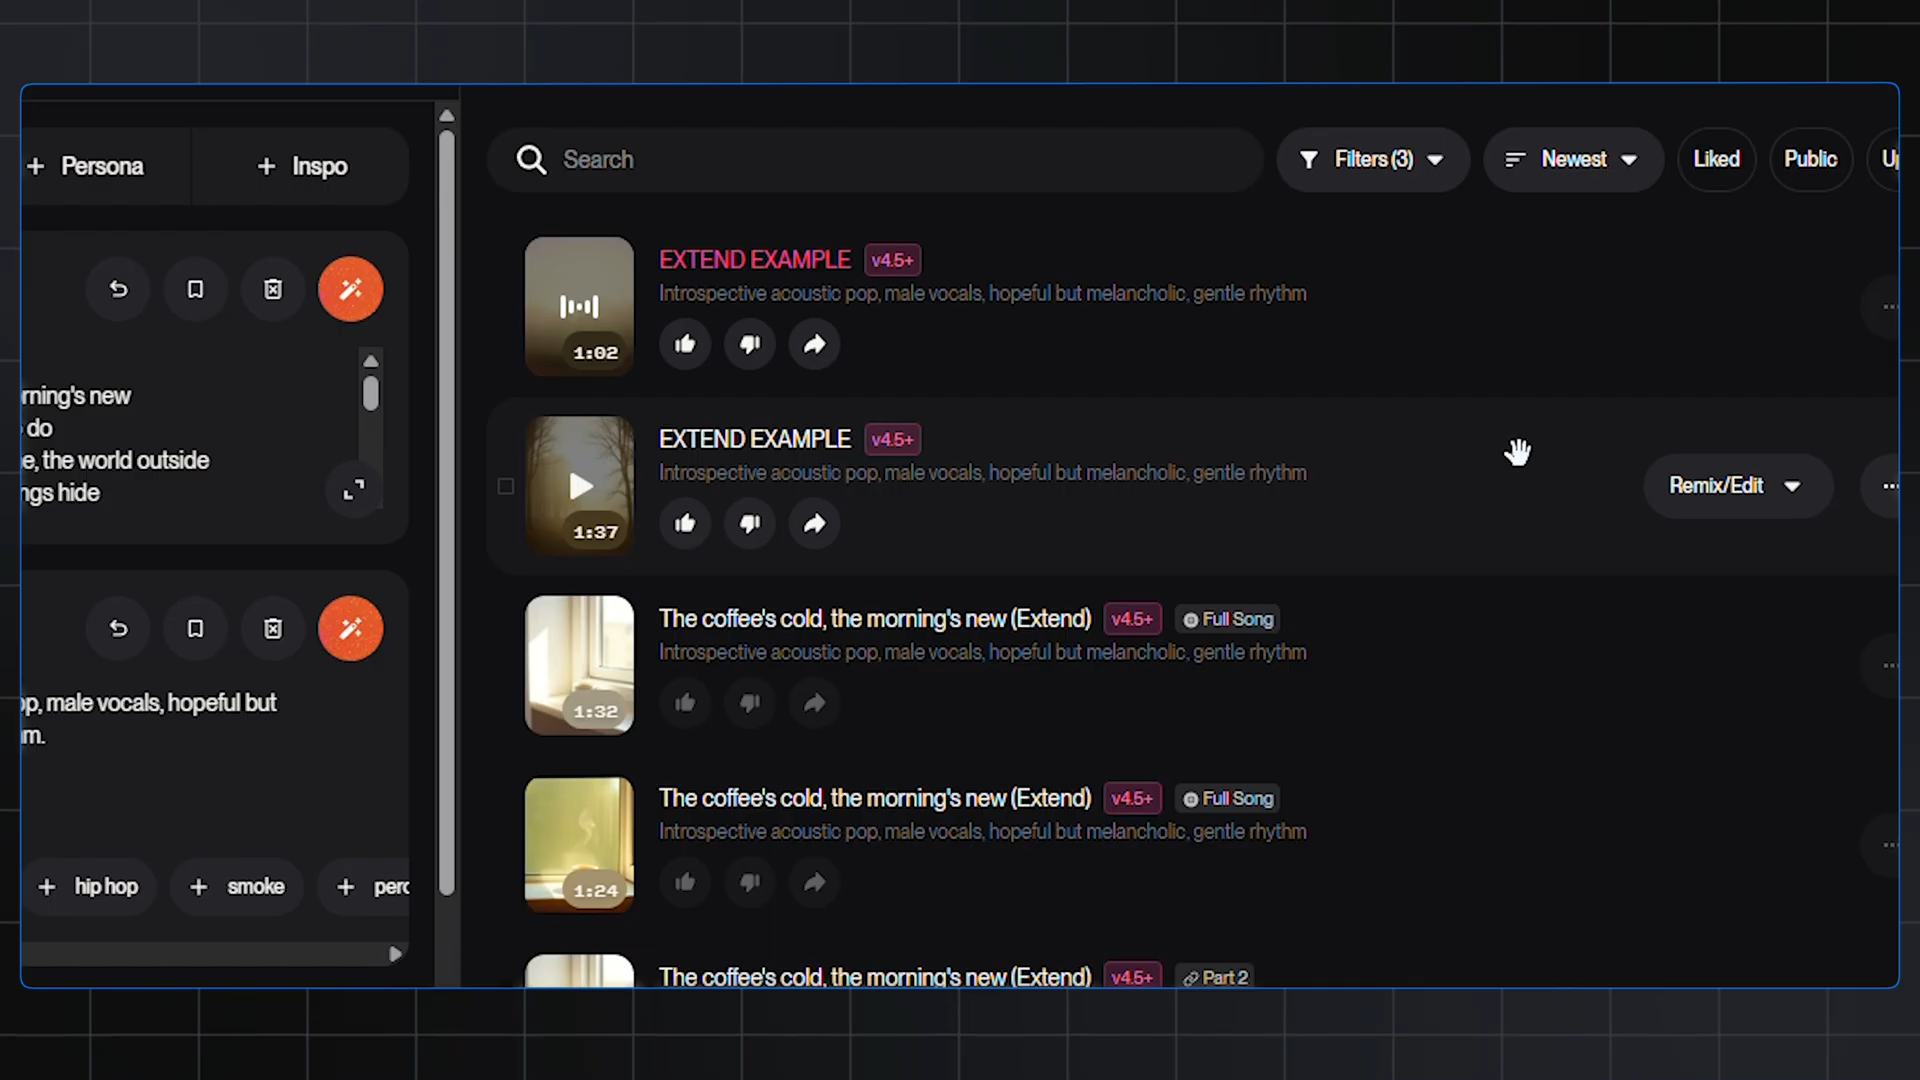 Persona
Inspo
rning's new
do
e, the world outside
ngs hide
op, male vocals, hopeful but
m.
hip hop
smoke
perc
Search
Filters (3)
Newest
Liked
Public
Up
EXTEND EXAMPLE v4.5+
Introspective acoustic pop, male vocals, hopeful but melancholic, gentle rhythm
1:02
EXTEND EXAMPLE v4.5+
Introspective acoustic pop, male vocals, hopeful but melancholic, gentle rhythm
1:37
Remix/Edit
The coffee's cold, the morning's new (Extend) v4.5+ Full Song
Introspective acoustic pop, male vocals, hopeful but melancholic, gentle rhythm
1:32
The coffee's cold, the morning's new (Extend) v4.5+ Full Song
Introspective acoustic pop, male vocals, hopeful but melancholic, gentle rhythm
1:24
The coffee's cold, the morning's new (Extend) v4.5+ Part 2